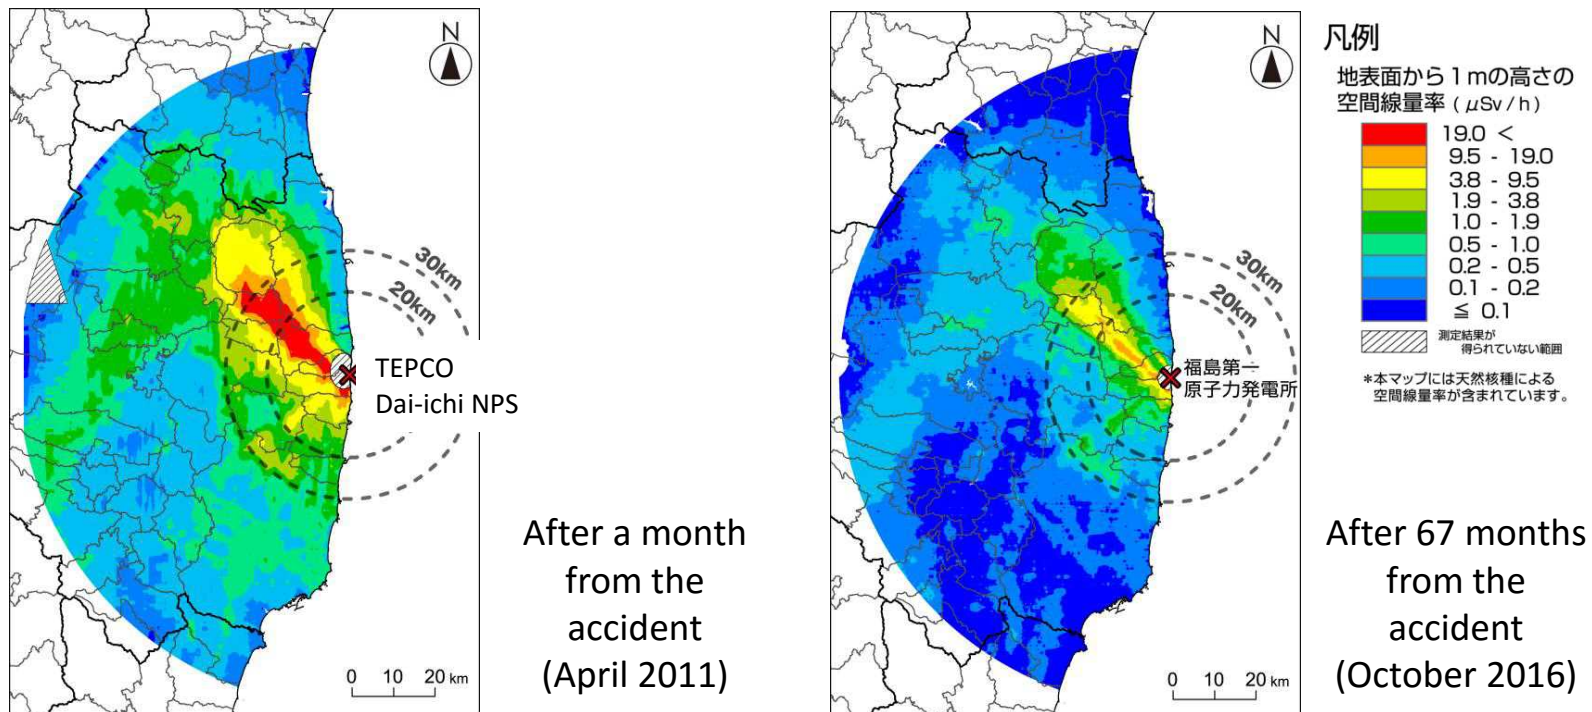 N
30km
20km
TEPCO
Dai-ichi NPS
0 10 20 km
After a month
from the
accident
(April 2011)
N
30km
20km
福島第一
原子力発電所
0 10 20 km
凡例
地表面から1mの高さの
空間線量率 (μSv/h)
19.0 <
9.5 - 19.0
3.8 - 9.5
1.9 - 3.8
1.0 - 1.9
0.5 - 1.0
0.2 - 0.5
0.1 - 0.2
≦ 0.1
測定結果が
得られていない範囲
*本マップには天然核種による
空間線量率が含まれています。
After 67 months
from the
accident
(October 2016)